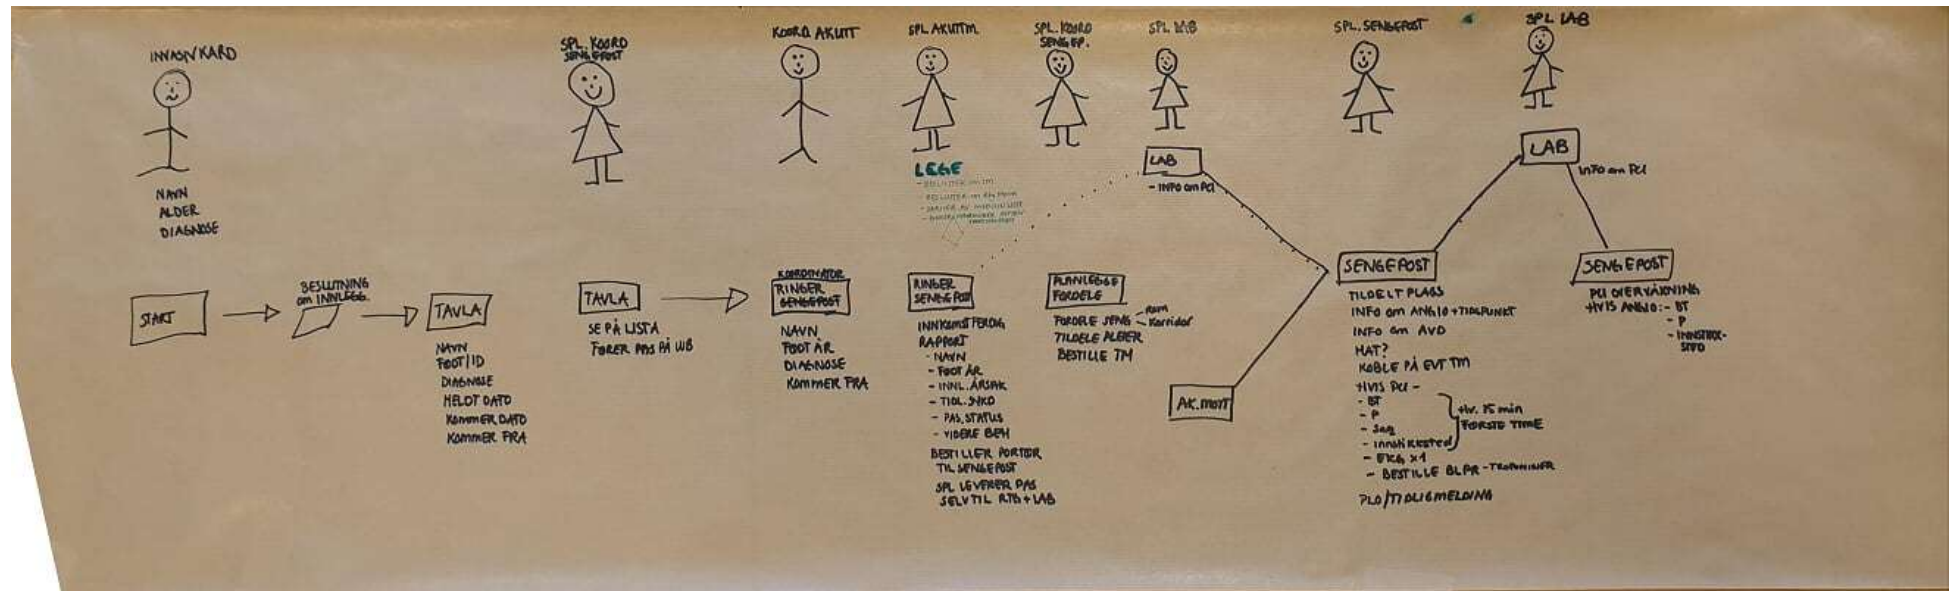 INVASIV KARD
NAVN
ALDER
DIAGNOSE
START
BESLUTNING
om INNLEGG.
TAVLA
NAVN
FØDT/ID
DIAGNOSE
MELDT DATO
KOMMER DATO
KOMMER FRA
SPL. KOORD
SENGEPOST
TAVLA
SE PÅ LISTA
FØRER PAS PÅ WB
KOORD. AKUTT
KOORDINATOR
RINGER
SENGEPOST
NAVN
FØDT ÅR
DIAGNOSE
KOMMER FRA
SPL AKUTTM.
LEGE
RINGER
SENGEPOST
INNKOMST FERDIG
RAPPORT
- NAVN
- FØDT ÅR
- INNL. ÅRSAK
- TIDL. SYKD
- PAS. STATUS
- VIDERE BEH
BESTILLER PORTØR
TIL SENGEPOST
SPL LEVERER PAS
SELV TIL RTG + LAB
SPL. KOORD
SENGEP.
PLANLEGGE
FORDELE
FORDELE SENG - Rom
- Korridor
TILDELE PLEIER
BESTILLE TM
SPL LAB
LAB
- INFO om PCI
AK. MOTT
SPL. SENGEPOST
SENGEPOST
TILDELT PLASS
INFO om ANGIO + TIDSPUNKT
INFO om AVD
MAT?
KOBLE PÅ EVT TM
HVIS PCI -
- BT
- P
- Sag
- innstikksted
Hv. 15 min
FØRSTE TIME
- EKG x1
- BESTILLE BLPR - TROPONINER
PLO/TIDLIGMELDING
SPL LAB
LAB
INFO om PCI
SENGEPOST
PCI OVERVÅKNING
HVIS ANGIO: - BT
- P
- INNSTIKK-
STED